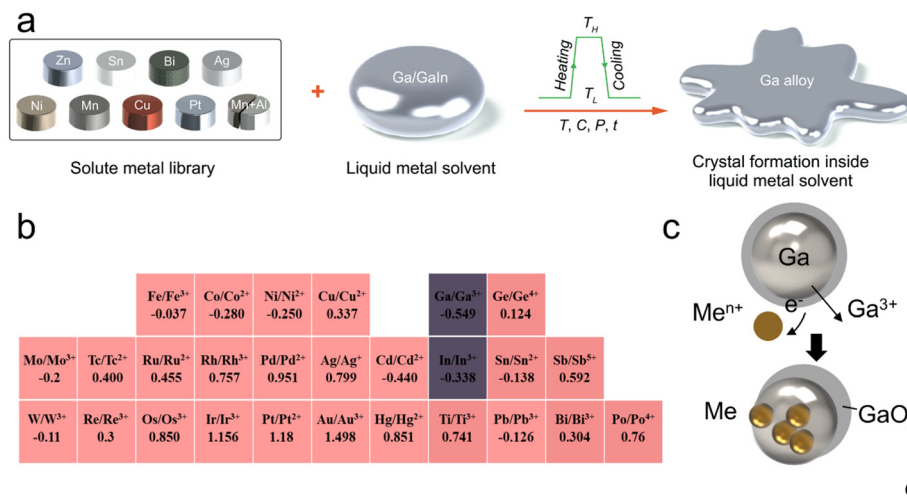 a
Zn Sn Bi Ag
Ni Mn Cu Pt Mn+Al
Solute metal library
+
Ga/GaIn
Liquid metal solvent
T_H
Heating
Cooling
T_L
T, C, P, t
Ga alloy
Crystal formation inside
liquid metal solvent
b
Fe/Fe³⁺ Co/Co²⁺ Ni/Ni²⁺ Cu/Cu²⁺ Ga/Ga³⁺ Ge/Ge⁴⁺
-0.037 -0.280 -0.250 0.337 -0.549 0.124
Mo/Mo³⁺ Tc/Tc²⁺ Ru/Ru²⁺ Rh/Rh³⁺ Pd/Pd²⁺ Ag/Ag⁺ Cd/Cd²⁺ In/In³⁺ Sn/Sn²⁺ Sb/Sb⁵⁺
-0.2 0.400 0.455 0.757 0.951 0.799 -0.440 -0.338 -0.138 0.592
W/W³⁺ Re/Re³⁺ Os/Os³⁺ Ir/Ir³⁺ Pt/Pt²⁺ Au/Au³⁺ Hg/Hg²⁺ Ti/Ti³⁺ Pb/Pb³⁺ Bi/Bi³⁺ Po/Po⁴⁺
-0.11 0.3 0.850 1.156 1.18 1.498 0.851 0.741 -0.126 0.304 0.76
c
Ga
Meⁿ⁺
e⁻
Ga³⁺
Me
GaO